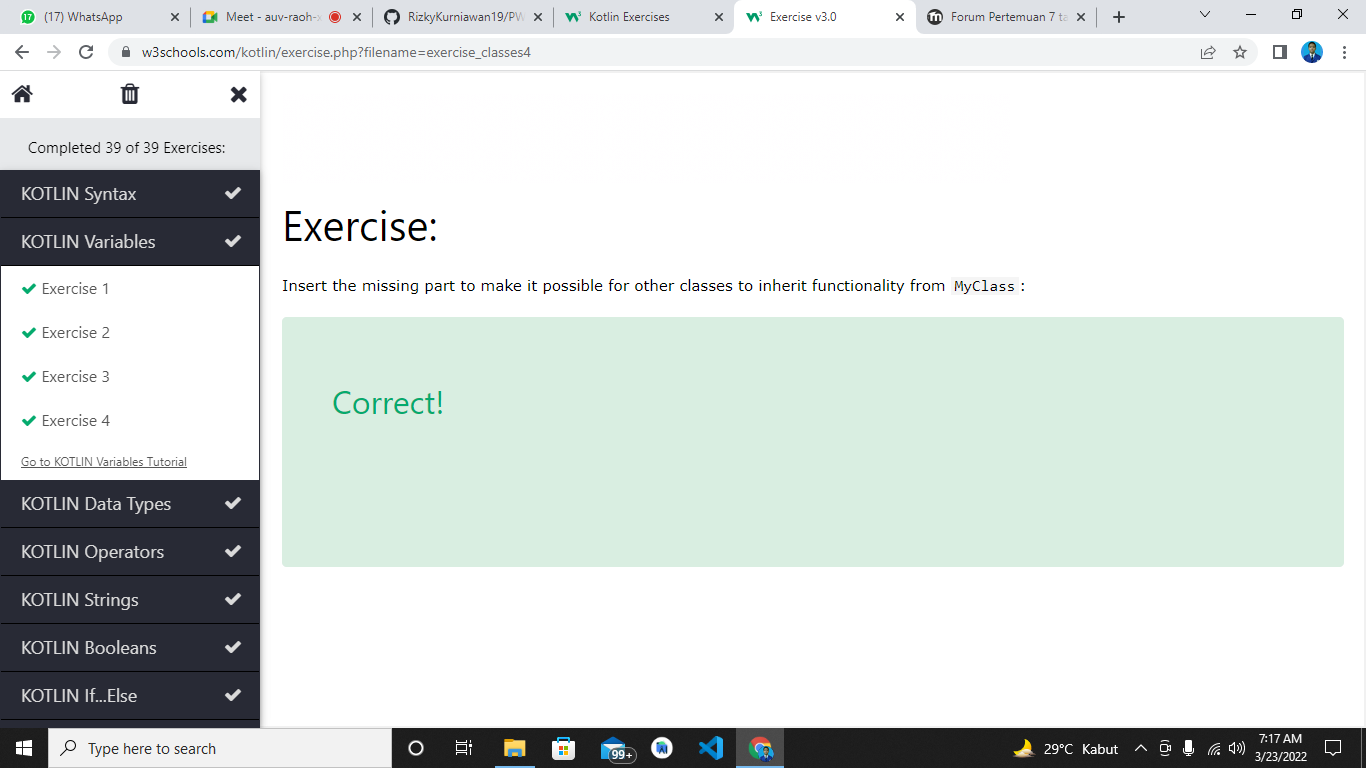 (17) WhatsApp
Meet - auv-raoh-
RizkyKurniawan19/PW
Kotlin Exercises
Exercise v3.0
Forum Pertemuan 7 ta
w3schools.com/kotlin/exercise.php?filename=exercise_classes4
Completed 39 of 39 Exercises:
KOTLIN Syntax
KOTLIN Variables
Exercise 1
Exercise 2
Exercise 3
Exercise 4
Go to KOTLIN Variables Tutorial
KOTLIN Data Types
KOTLIN Operators
KOTLIN Strings
KOTLIN Booleans
KOTLIN If...Else
Exercise:
Insert the missing part to make it possible for other classes to inherit functionality from MyClass:
Correct!
Type here to search
99+
29°C Kabut
7:17 AM
3/23/2022